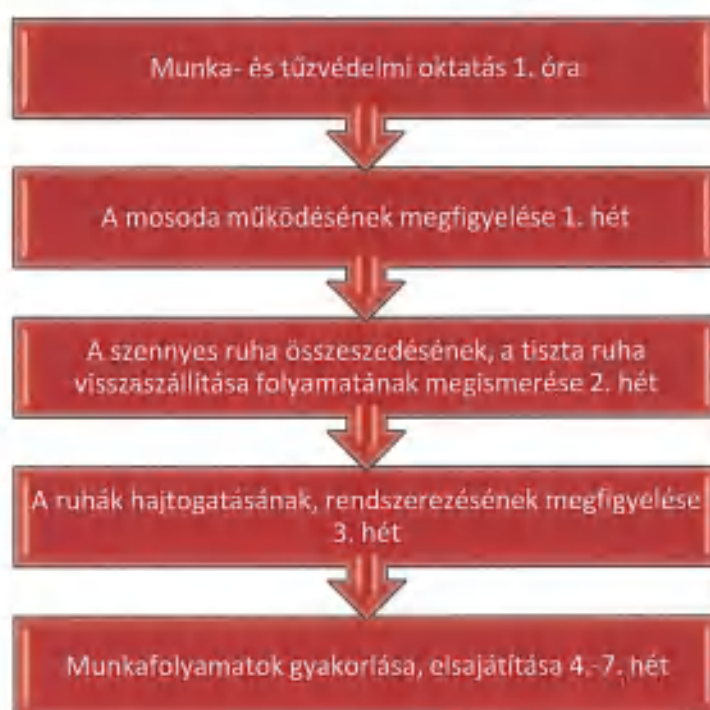 Munka- és tűzvédelmi oktatás 1. óra
A mosoda működésének megfigyelése 1. hét
A szennyes ruha összeszedésének, a tiszta ruha
visszaszállítása folyamatának megismerése 2. hét
A ruhák hajtogatásának, rendszerezésének megfigyelése
3. hét
Munkafolyamatok gyakorlása, elsajátítása 4.-7. hét